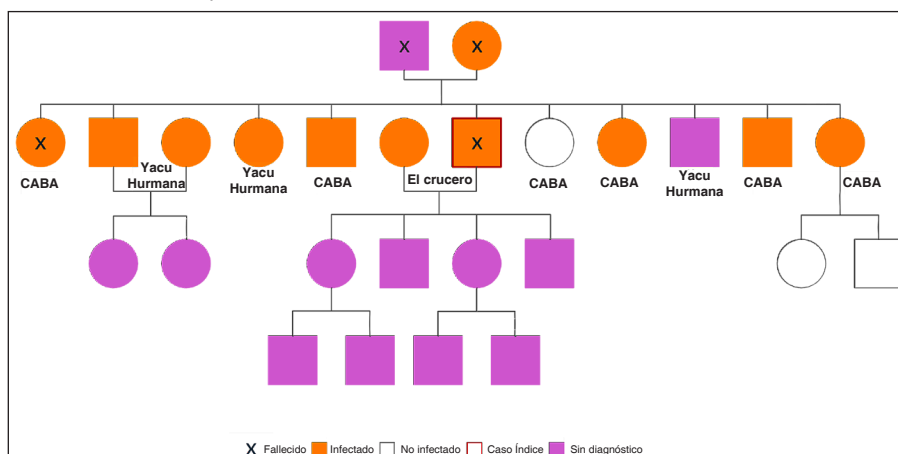 X X
X X
CABA
Yacu
Hurmana
Yacu
Hurmana
CABA
El crucero
CABA
CABA
Yacu
Hurmana
CABA
CABA
X Fallecido Infectado No infectado Caso Índice Sin diagnóstico